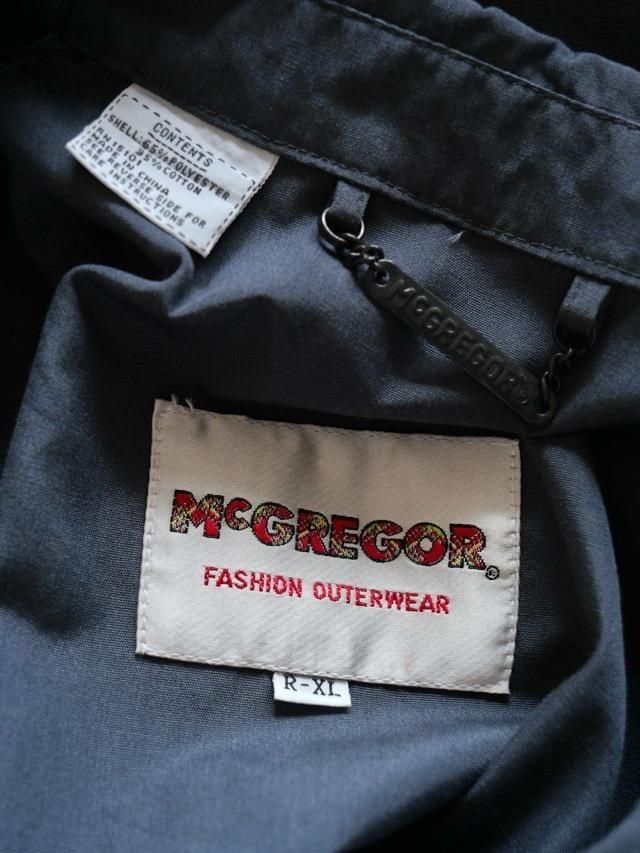 CONTENTS
SHELL: 65% POLYESTER
35% COTTON
MADE IN CHINA
CARE REVERSE SIDE FOR
INSTRUCTIONS
MCGREGOR®
McGREGOR®
FASHION OUTERWEAR
R-XL